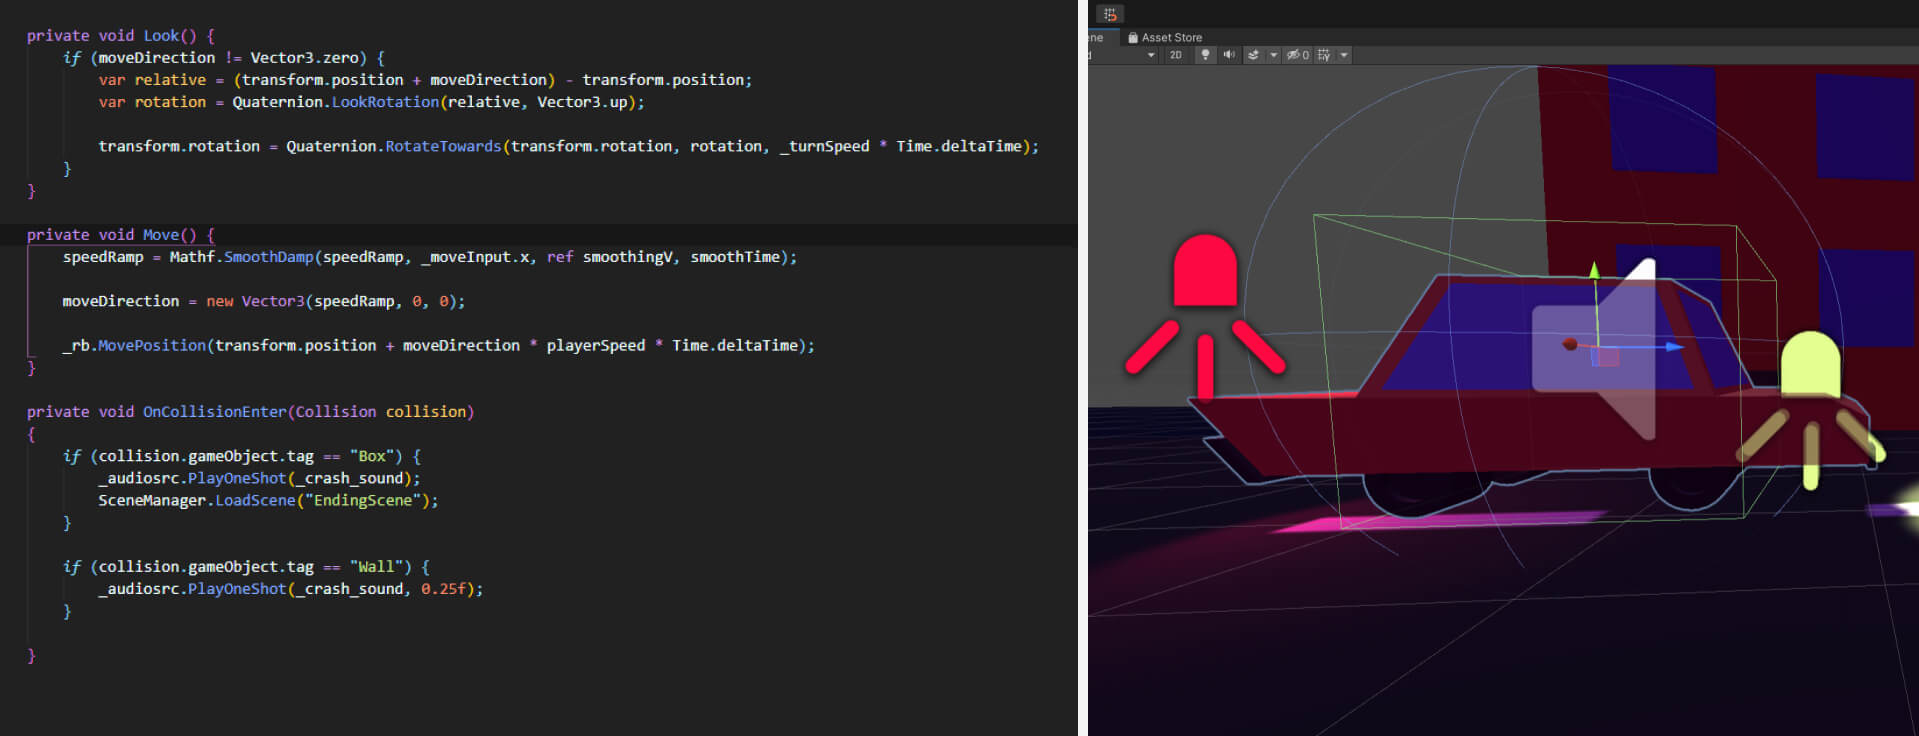 private void Look() {
if (moveDirection != Vector3.zero) {
var relative = (transform.position + moveDirection) - transform.position;
var rotation = Quaternion.LookRotation(relative, Vector3.up);
transform.rotation = Quaternion.RotateTowards(transform.rotation, rotation, _turnSpeed * Time.deltaTime);
}
}
private void Move() {
speedRamp = Mathf.SmoothDamp(speedRamp, _moveInput.x, ref smoothingV, smoothTime);
moveDirection = new Vector3(speedRamp, 0, 0);
_rb.MovePosition(transform.position + moveDirection * playerSpeed * Time.deltaTime);
}
private void OnCollisionEnter(Collision collision)
{
if (collision.gameObject.tag == "Box") {
_audiosrc.PlayOneShot(_crash_sound);
SceneManager.LoadScene("EndingScene");
}
if (collision.gameObject.tag == "Wall") {
_audiosrc.PlayOneShot(_crash_sound, 0.25f);
}
}
ne Asset Store
d 2D 0